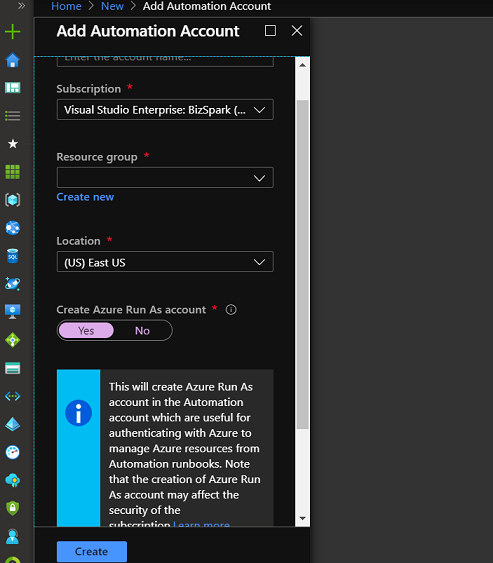 Home > New > Add Automation Account
Add Automation Account
Enter the account name...
Subscription *
Visual Studio Enterprise: BizSpark (...
Resource group *
Create new
Location *
(US) East US
Create Azure Run As account *
Yes No
This will create Azure Run As
account in the Automation
account which are useful for
authenticating with Azure to
manage Azure resources from
Automation runbooks. Note
that the creation of Azure Run
As account may affect the
security of the
subscription Learn more
Create
SQL